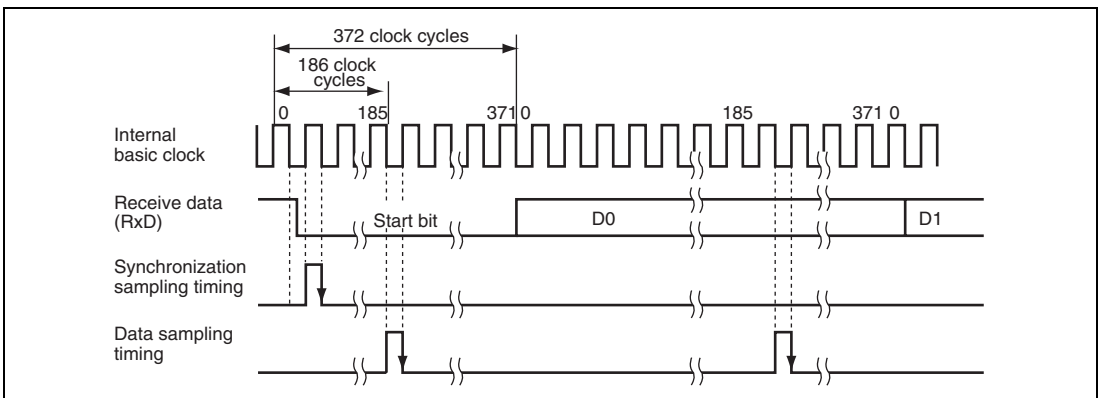 372 clock cycles
186 clock
cycles
0 185 371 0 185 371 0
Internal
basic clock
Receive data
(RxD)
Start bit D0 D1
Synchronization
sampling timing
Data sampling
timing